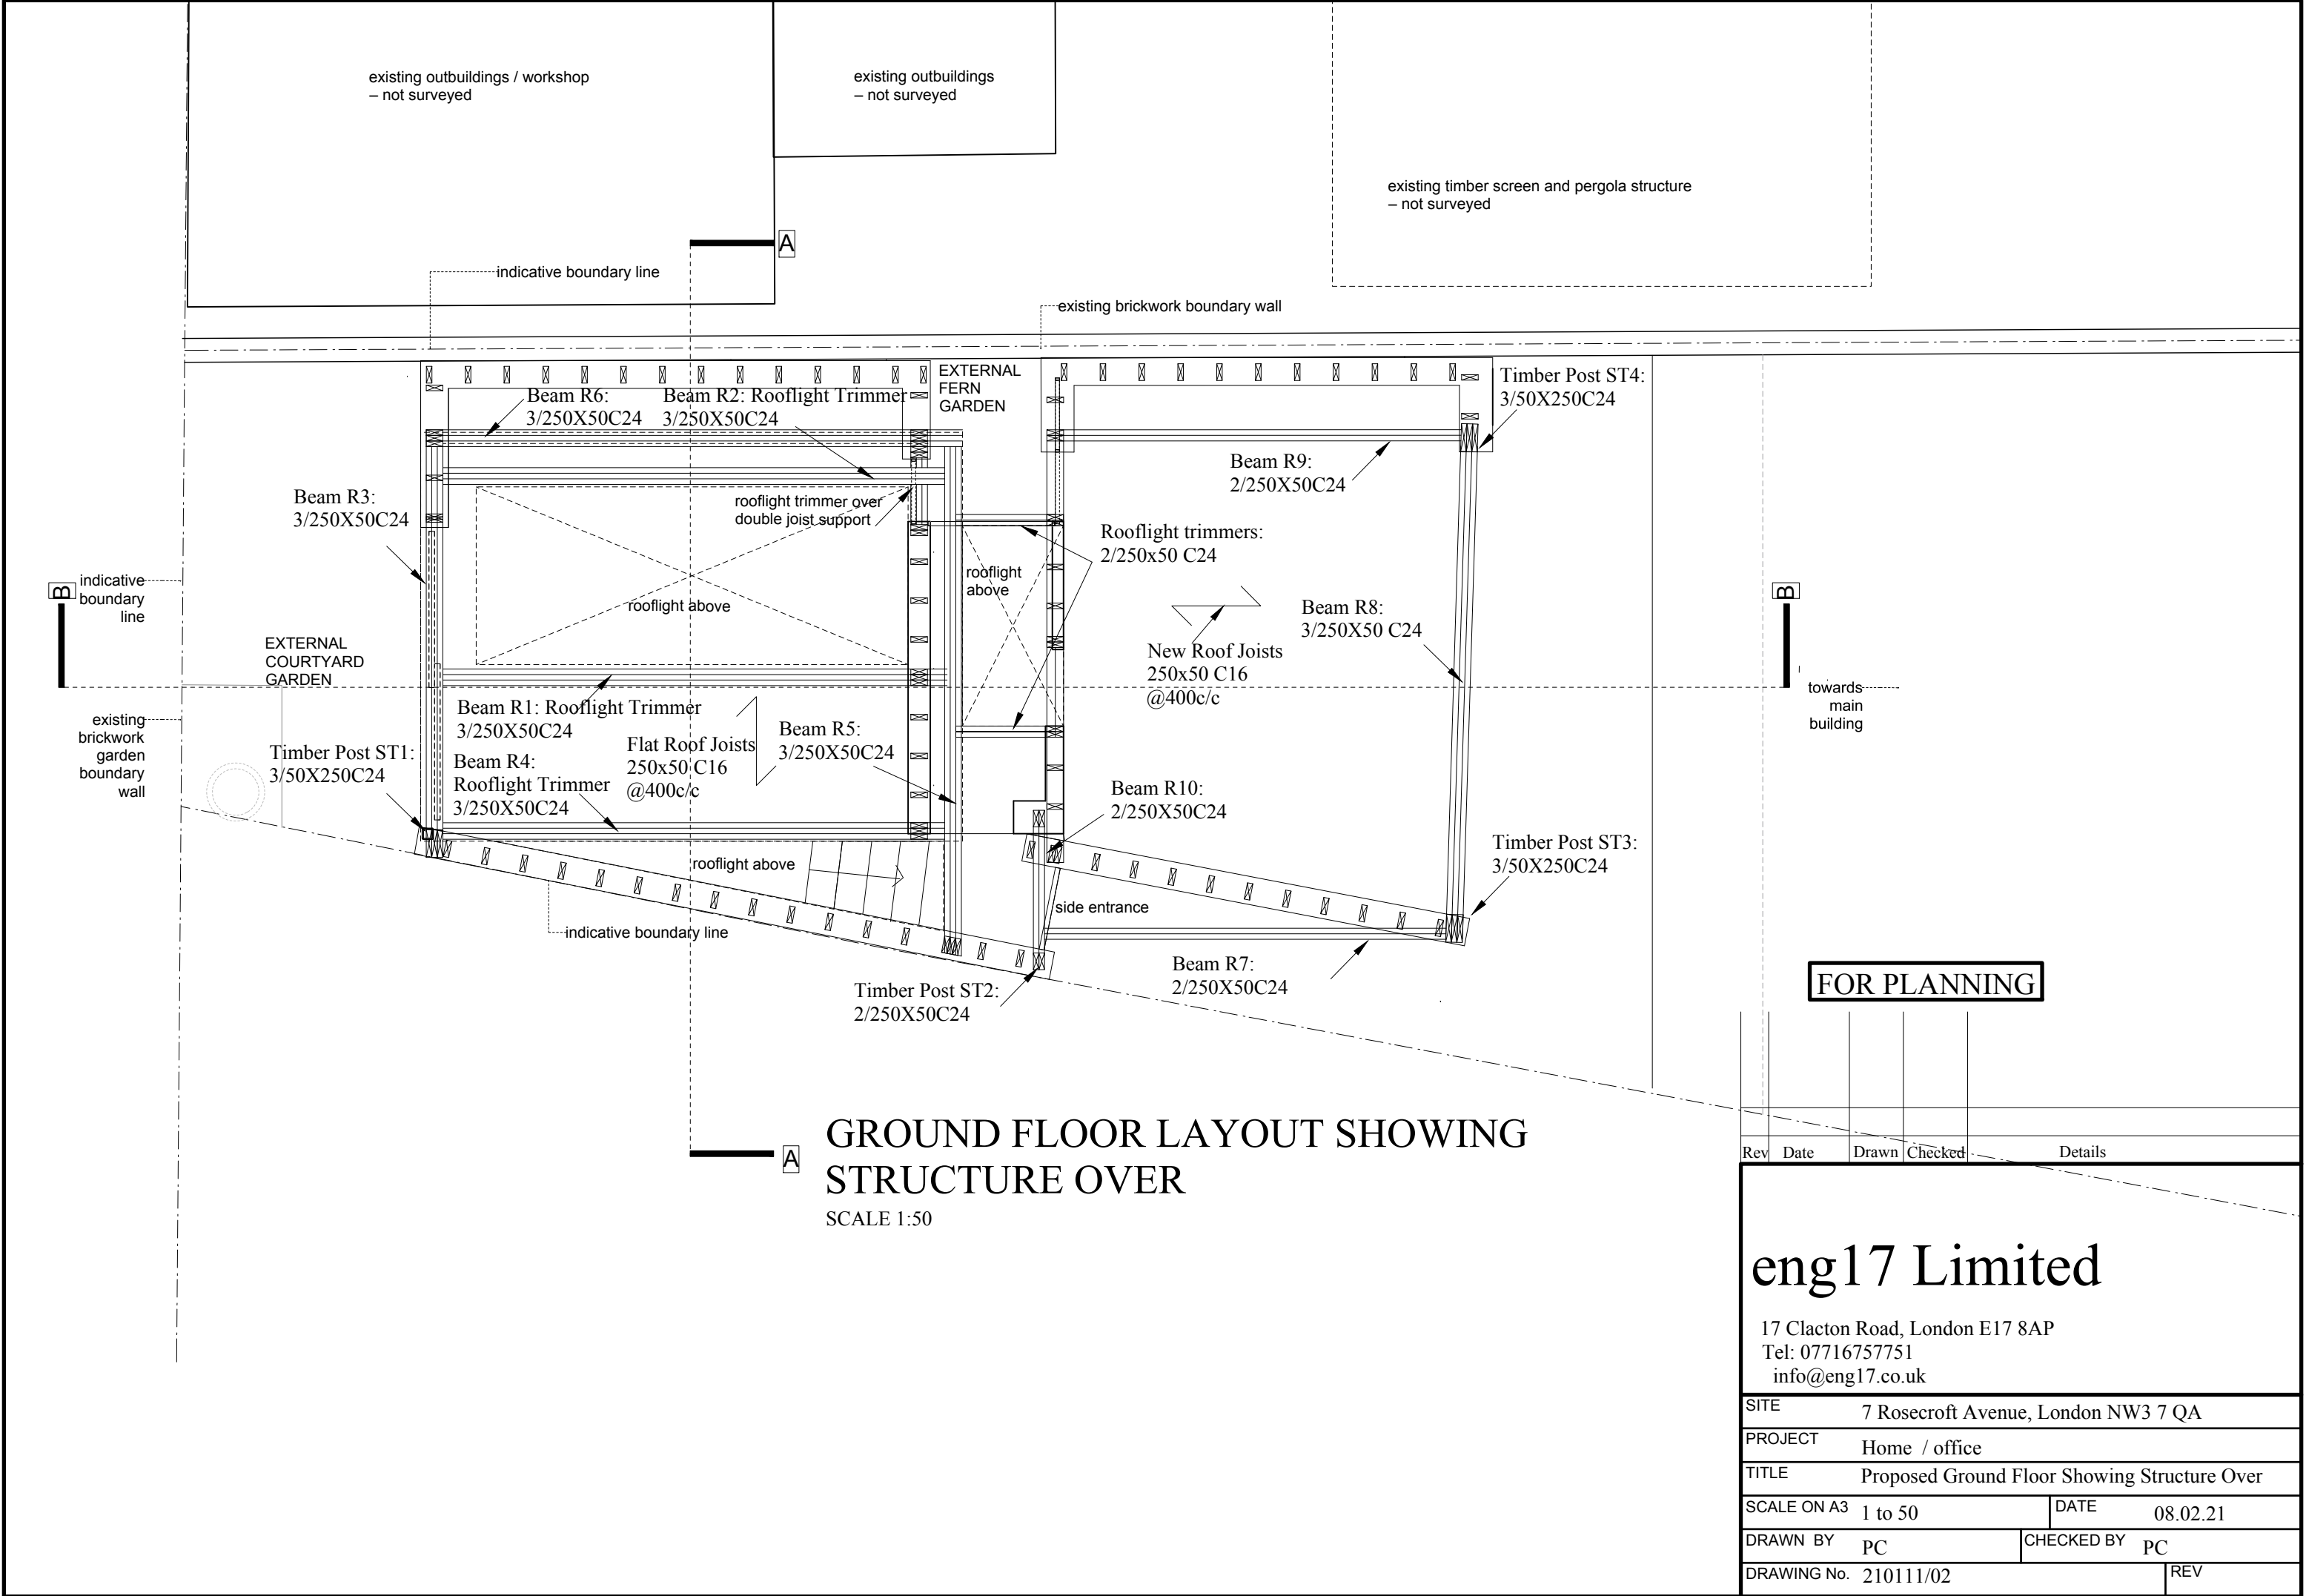 existing outbuildings / workshop
– not surveyed
existing outbuildings
– not surveyed
existing timber screen and pergola structure
– not surveyed
A
indicative boundary line
existing brickwork boundary wall
EXTERNAL
FERN
GARDEN
Timber Post ST4:
3/50X250C24
Beam R6:
3/250X50C24
Beam R2: Rooflight Trimmer
3/250X50C24
Beam R9:
2/250X50C24
Beam R3:
3/250X50C24
rooflight trimmer over
double joist support
Rooflight trimmers:
2/250x50 C24
rooflight
above
rooflight above
B
indicative
boundary
line
Beam R8:
3/250X50 C24
B
EXTERNAL
COURTYARD
GARDEN
New Roof Joists
250x50 C16
@400c/c
towards
main
building
existing
brickwork
garden
boundary
wall
Beam R1: Rooflight Trimmer
3/250X50C24
Flat Roof Joists
250x50 C16
@400c/c
Beam R5:
3/250X50C24
Timber Post ST1:
3/50X250C24
Beam R4:
Rooflight Trimmer
3/250X50C24
Beam R10:
2/250X50C24
Timber Post ST3:
3/50X250C24
rooflight above
side entrance
indicative boundary line
Beam R7:
2/250X50C24
Timber Post ST2:
2/250X50C24
FOR PLANNING
A
GROUND FLOOR LAYOUT SHOWING
STRUCTURE OVER
SCALE 1:50
Rev Date Drawn Checked Details
eng17 Limited
17 Clacton Road, London E17 8AP
Tel: 07716757751
info@eng17.co.uk
SITE 7 Rosecroft Avenue, London NW3 7 QA
PROJECT Home / office
TITLE Proposed Ground Floor Showing Structure Over
SCALE ON A3 1 to 50 DATE 08.02.21
DRAWN BY PC CHECKED BY PC
DRAWING No. 210111/02 REV